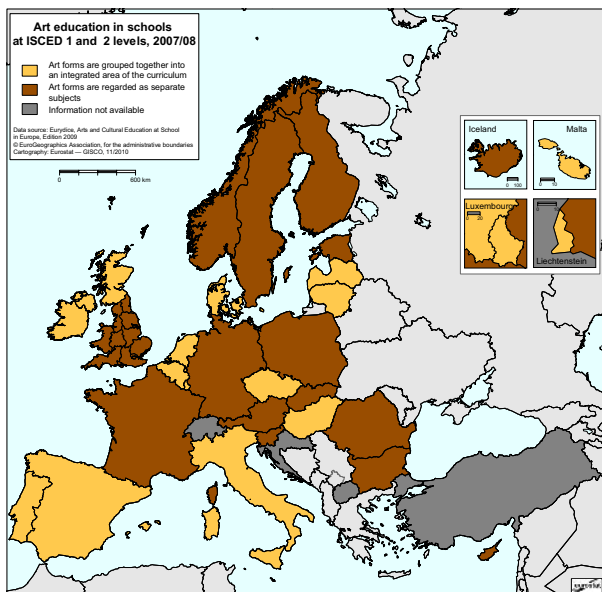 Art education in schools
at ISCED 1 and 2 levels, 2007/08
Art forms are grouped together into
an integrated area of the curriculum
Art forms are regarded as separate
subjects
Information not available
Data source: Eurydice, Arts and Cultural Education at School
in Europe, Edition 2009
© EuroGeographics Association, for the administrative boundaries
Cartography: Eurostat — GISCO, 11/2010
0 600 km
Iceland
0 100
Malta
0 10
Luxembourg
0 20
Liechtenstein
eurostat